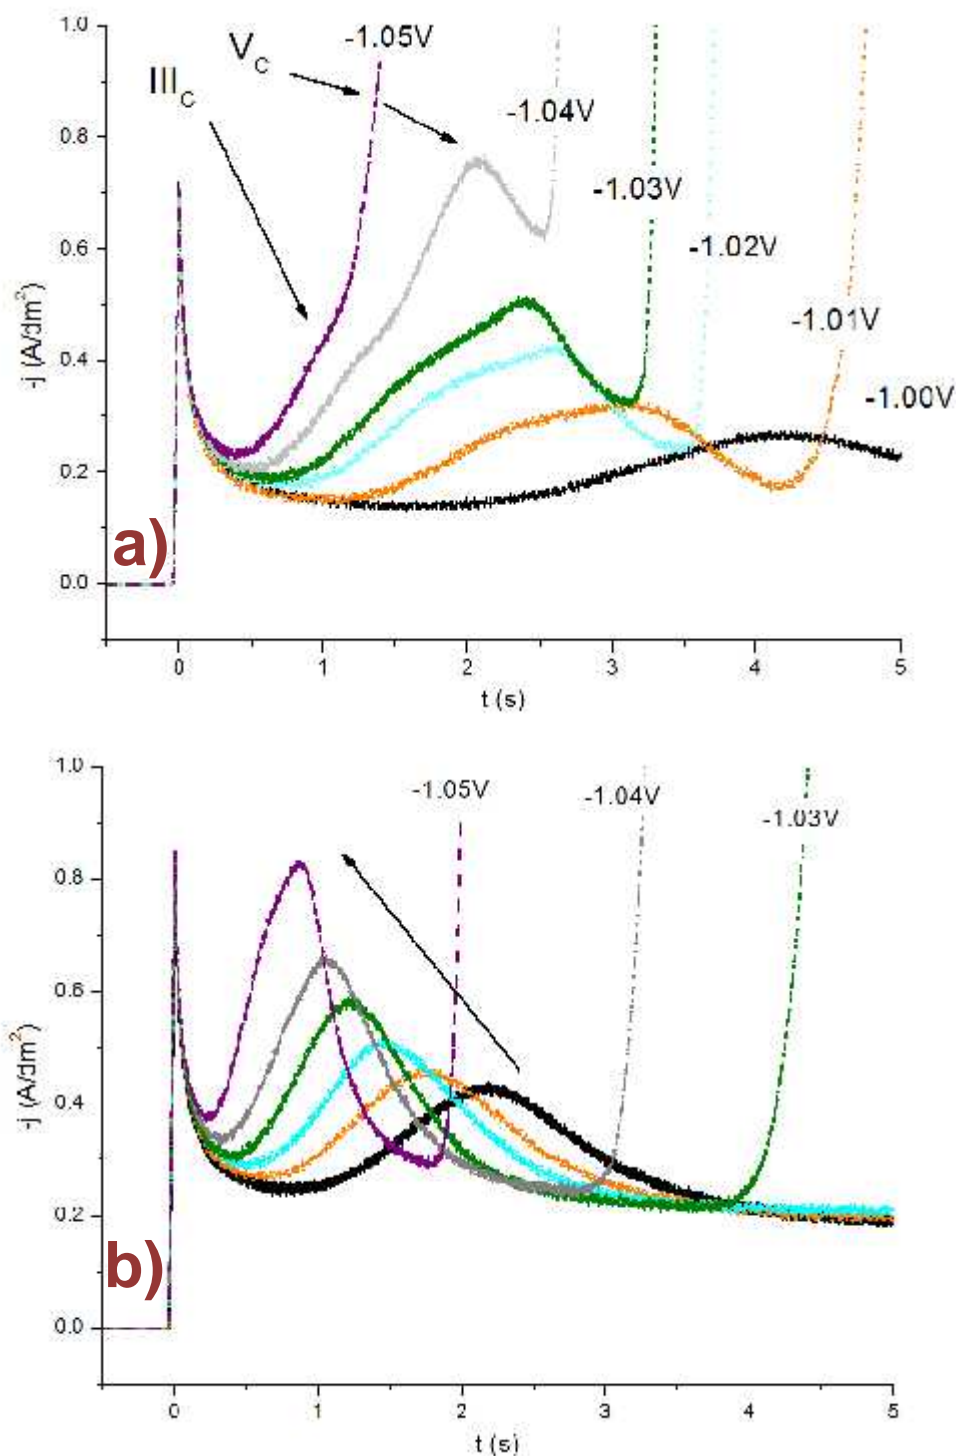 1.0
-1.05V
V_C
III_C
-1.04V
0.8
-1.03V
0.6
-1.02V
-j (A/dm²)
-1.01V
0.4
-1.00V
0.2
a)
0.0
0 1 2 3 4 5
t (s)
1.0
-1.05V -1.04V
-1.03V
0.8
0.6
-j (A/dm²)
0.4
0.2
b)
0.0
0 1 2 3 4 5
t (s)